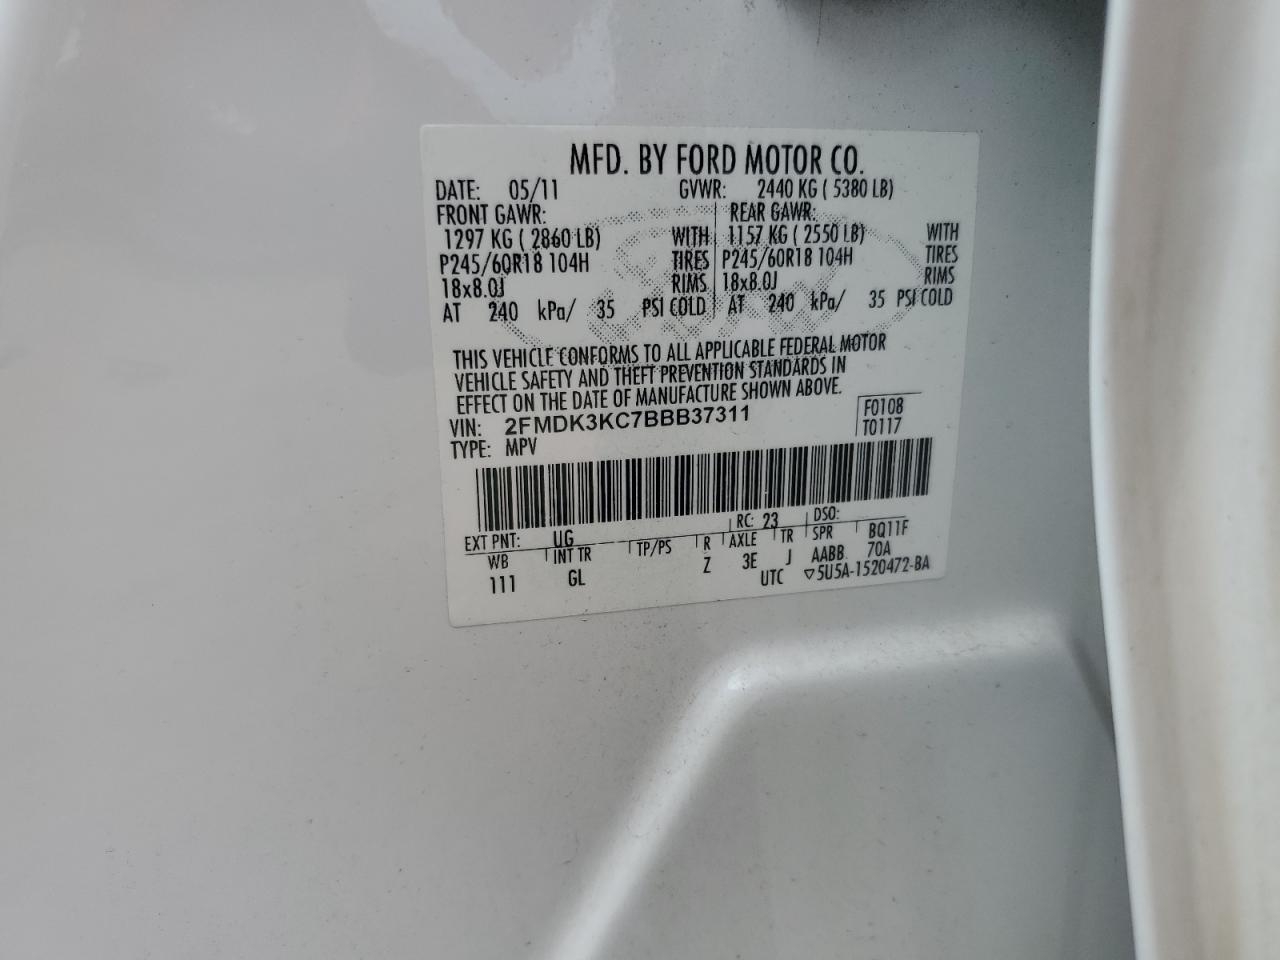 MFD. BY FORD MOTOR CO.
DATE: 05/11 GVWR: 2440 KG ( 5380 LB)
FRONT GAWR: REAR GAWR:
1297 KG ( 2860 LB) WITH 1157 KG ( 2550 LB) WITH
P245/60R18 104H TIRES P245/60R18 104H TIRES
18x8.0J RIMS 18x8.0J RIMS
AT 240 kPa/ 35 PSI COLD AT 240 kPa/ 35 PSI COLD
THIS VEHICLE CONFORMS TO ALL APPLICABLE FEDERAL MOTOR
VEHICLE SAFETY AND THEFT PREVENTION STANDARDS IN
EFFECT ON THE DATE OF MANUFACTURE SHOWN ABOVE.
VIN: 2FMDK3KC7BBB37311 F0108
TYPE: MPV T0117
EXT PNT: UG RC: 23 DSO:
WB INT TR TP/PS R AXLE TR SPR BQ11F
111 GL Z 3E J AABB 70A
UTC ▽5U5A-1520472-BA